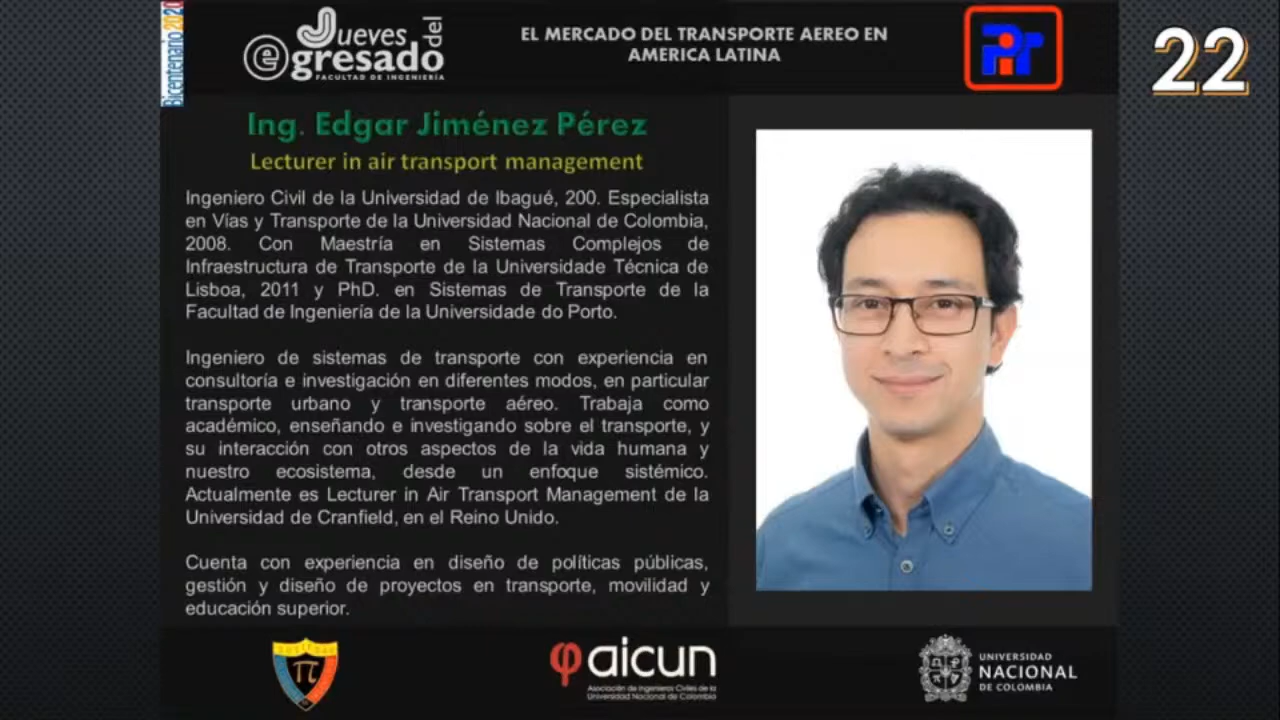 Bicentenario 2020
Jueves
del
egresado
FACULTAD DE INGENIERÍA
EL MERCADO DEL TRANSPORTE AEREO EN
AMERICA LATINA
22
Ing. Edgar Jiménez Pérez
Lecturer in air transport management
Ingeniero Civil de la Universidad de Ibagué, 200. Especialista
en Vías y Transporte de la Universidad Nacional de Colombia,
2008. Con Maestría en Sistemas Complejos de
Infraestructura de Transporte de la Universidade Técnica de
Lisboa, 2011 y PhD. en Sistemas de Transporte de la
Facultad de Ingeniería de la Universidade do Porto.
Ingeniero de sistemas de transporte con experiencia en
consultoría e investigación en diferentes modos, en particular
transporte urbano y transporte aéreo. Trabaja como
académico, enseñando e investigando sobre el transporte, y
su interacción con otros aspectos de la vida humana y
nuestro ecosistema, desde un enfoque sistémico.
Actualmente es Lecturer in Air Transport Management de la
Universidad de Cranfield, en el Reino Unido.
Cuenta con experiencia en diseño de políticas públicas,
gestión y diseño de proyectos en transporte, movilidad y
educación superior.
π
φaicun
Asociación de Ingenieros Civiles de la
Universidad Nacional de Colombia
UNIVERSIDAD
NACIONAL
DE COLOMBIA